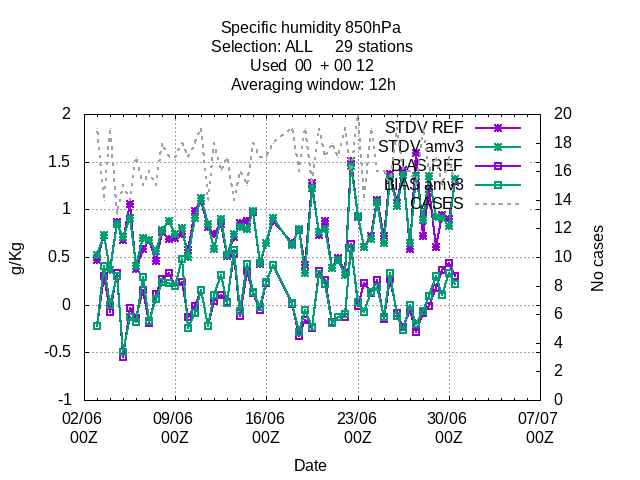 Specific humidity 850hPa
Selection: ALL     29 stations
Used  00  + 00 12
Averaging window: 12h
STDV REF
STDV amv3
BIAS REF
BIAS amv3
CASES
2
1.5
1
0.5
0
-0.5
-1
g/Kg
20
18
16
14
12
10
8
6
4
2
0
No cases
02/06 09/06 16/06 23/06 30/06 07/07
00Z 00Z 00Z 00Z 00Z 00Z
Date